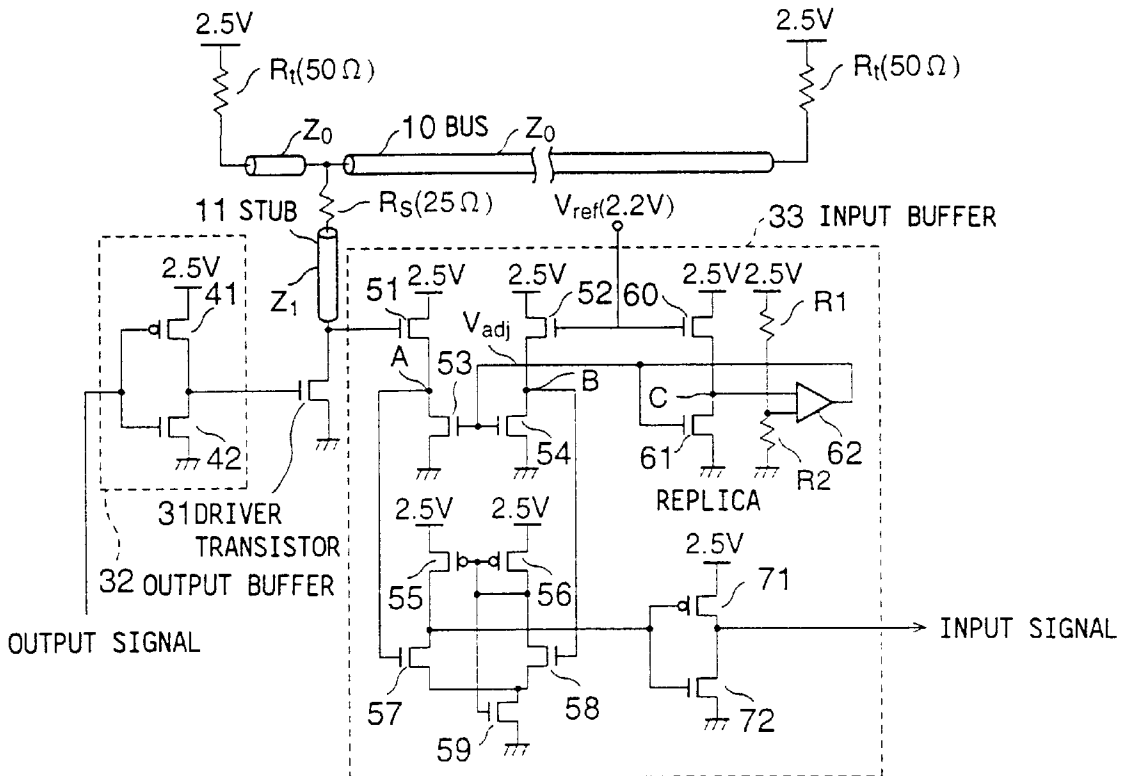 2.5V
2.5V
Rt(50Ω)
Rt(50Ω)
Z0
10 BUS
Z0
RS(25Ω)
Vref(2.2V)
11 STUB
33 INPUT BUFFER
2.5V
Z1
41
42
2.5V
2.5V
2.5V
2.5V
51
52
60
R1
Vadj
A
53
B
C
54
61
62
R2
REPLICA
31 DRIVER
TRANSISTOR
32 OUTPUT BUFFER
2.5V
2.5V
55
56
2.5V
71
OUTPUT SIGNAL
INPUT SIGNAL
57
58
59
72